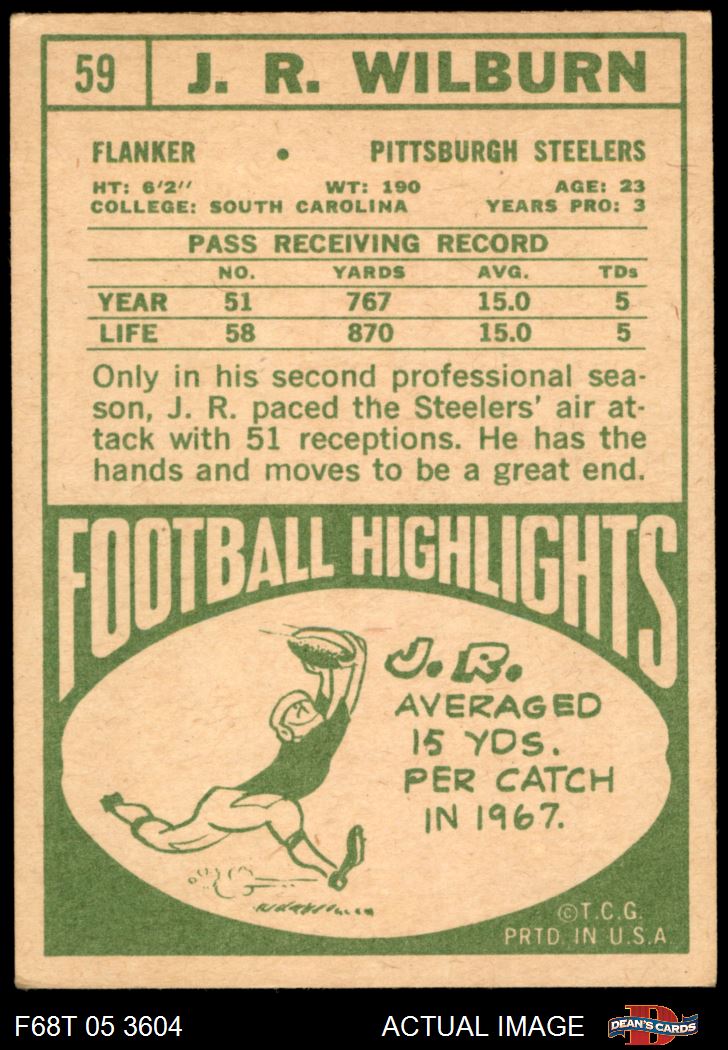 59 J. R. WILBURN
FLANKER • PITTSBURGH STEELERS
HT: 6'2" WT: 190 AGE: 23
COLLEGE: SOUTH CAROLINA YEARS PRO: 3
PASS RECEIVING RECORD
NO. YARDS AVG. TDs
YEAR 51 767 15.0 5
LIFE 58 870 15.0 5
Only in his second professional sea-
son, J. R. paced the Steelers' air at-
tack with 51 receptions. He has the
hands and moves to be a great end.
FOOTBALL HIGHLIGHTS
J. R.
AVERAGED
15 YDS.
PER CATCH
IN 1967.
©T.C.G.
PRTD. IN U.S.A
F68T 05 3604 ACTUAL IMAGE D DEAN'S CARDS